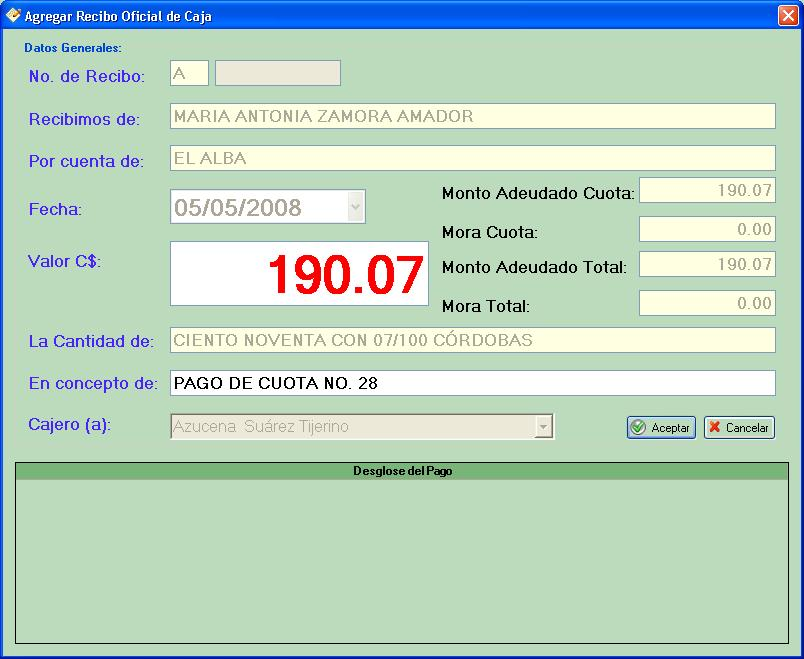 Agregar Recibo Oficial de Caja
Datos Generales:
No. de Recibo: A
Recibimos de: MARIA ANTONIA ZAMORA AMADOR
Por cuenta de: EL ALBA
Fecha: 05/05/2008
Monto Adeudado Cuota: 190.07
Mora Cuota: 0.00
Valor C$: 190.07
Monto Adeudado Total: 190.07
Mora Total: 0.00
La Cantidad de: CIENTO NOVENTA CON 07/100 CÓRDOBAS
En concepto de: PAGO DE CUOTA NO. 28
Cajero (a): Azucena Suárez Tijerino
Aceptar Cancelar
Desglose del Pago